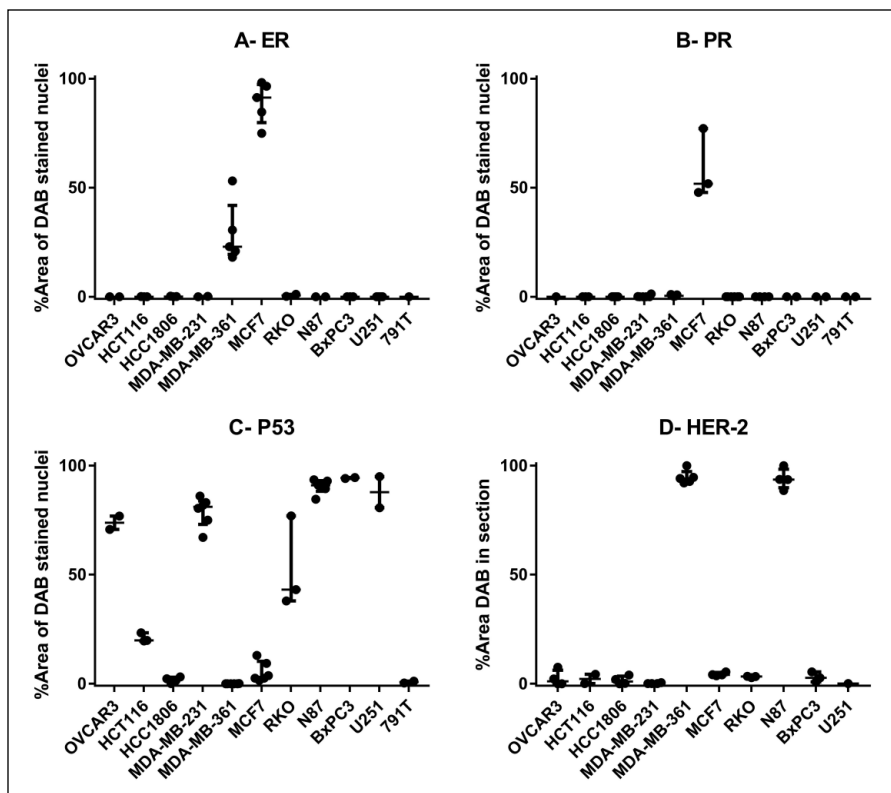 A- ER
%Area of DAB stained nuclei
100
50
0
OVCAR3
HCT116
HCC1806
MDA-MB-231
MDA-MB-361
MCF7
RKO
N87
BxPC3
U251
791T
B- PR
%Area of DAB stained nuclei
100
50
0
OVCAR3
HCT116
HCC1806
MDA-MB-231
MDA-MB-361
MCF7
RKO
N87
BxPC3
U251
791T
C- P53
%Area of DAB stained nuclei
100
50
0
OVCAR3
HCT116
HCC1806
MDA-MB-231
MDA-MB-361
MCF7
RKO
N87
BxPC3
U251
791T
D- HER-2
%Area DAB in section
100
50
0
OVCAR3
HCT116
HCC1806
MDA-MB-231
MDA-MB-361
MCF7
RKO
N87
BxPC3
U251